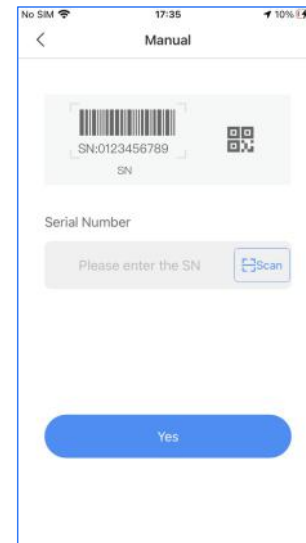 No SIM 17:35 10%
Manual
SN:0123456789
SN
Serial Number
Please enter the SN Scan
Yes